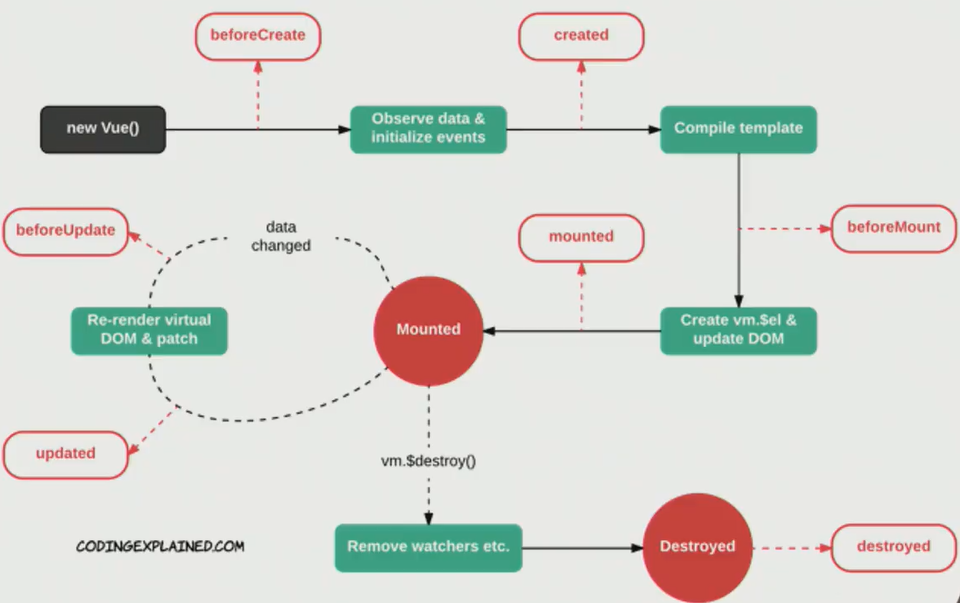 beforeCreate
created
new Vue()
Observe data &
initialize events
Compile template
beforeUpdate
data
changed
mounted
beforeMount
Re-render virtual
DOM & patch
Mounted
Create vm.$el &
update DOM
updated
vm.$destroy()
CODINGEXPLAINED.COM
Remove watchers etc.
Destroyed
destroyed